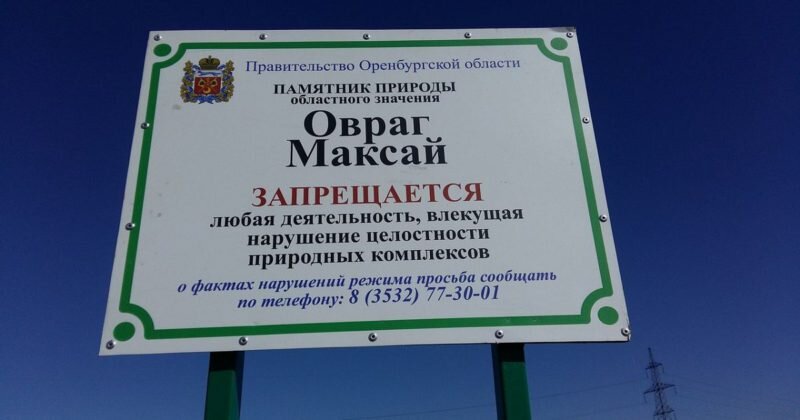 Правительство Оренбургской области
ПАМЯТНИК ПРИРОДЫ
областного значения
Овраг
Максай
ЗАПРЕЩАЕТСЯ
любая деятельность, влекущая
нарушение целостности
природных комплексов
о фактах нарушений режима просьба сообщать
по телефону: 8 (3532) 77-30-01